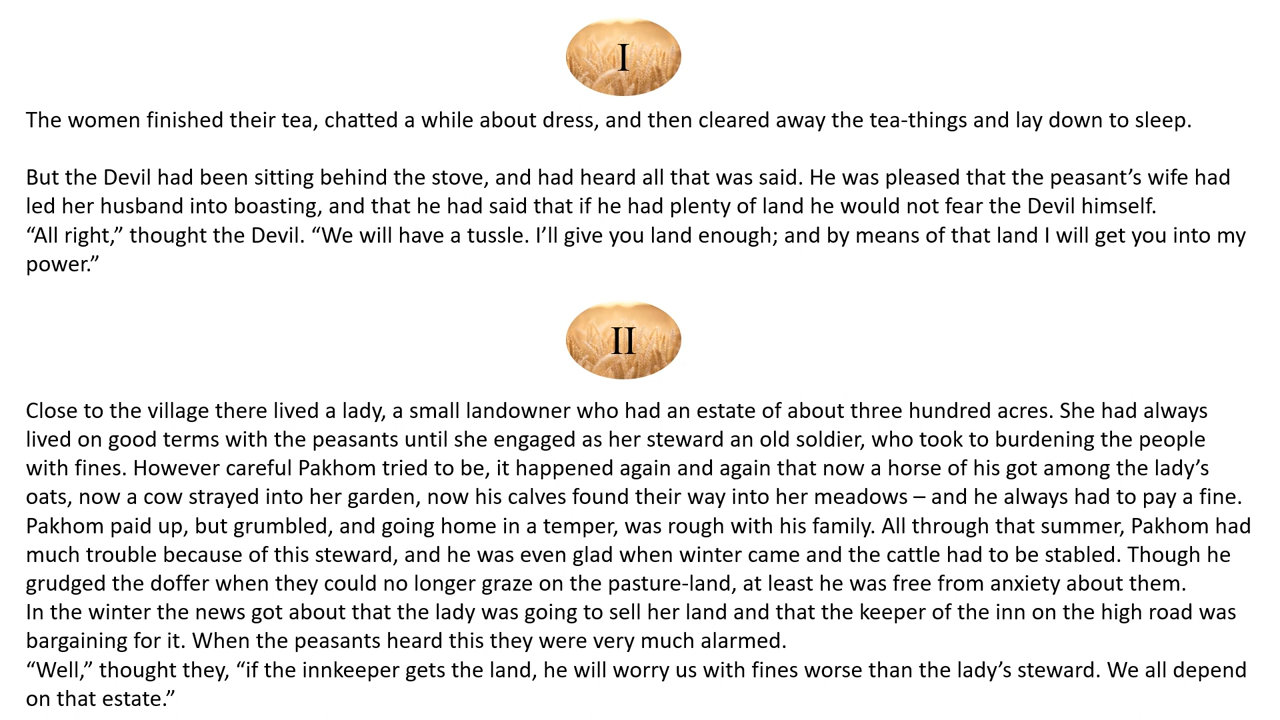 I
The women finished their tea, chatted a while about dress, and then cleared away the tea-things and lay down to sleep.
But the Devil had been sitting behind the stove, and had heard all that was said. He was pleased that the peasant’s wife had
led her husband into boasting, and that he had said that if he had plenty of land he would not fear the Devil himself.
“All right,” thought the Devil. “We will have a tussle. I’ll give you land enough; and by means of that land I will get you into my
power.”
II
Close to the village there lived a lady, a small landowner who had an estate of about three hundred acres. She had always
lived on good terms with the peasants until she engaged as her steward an old soldier, who took to burdening the people
with fines. However careful Pakhom tried to be, it happened again and again that now a horse of his got among the lady’s
oats, now a cow strayed into her garden, now his calves found their way into her meadows – and he always had to pay a fine.
Pakhom paid up, but grumbled, and going home in a temper, was rough with his family. All through that summer, Pakhom had
much trouble because of this steward, and he was even glad when winter came and the cattle had to be stabled. Though he
grudged the doffer when they could no longer graze on the pasture-land, at least he was free from anxiety about them.
In the winter the news got about that the lady was going to sell her land and that the keeper of the inn on the high road was
bargaining for it. When the peasants heard this they were very much alarmed.
“Well,” thought they, “if the innkeeper gets the land, he will worry us with fines worse than the lady’s steward. We all depend
on that estate.”